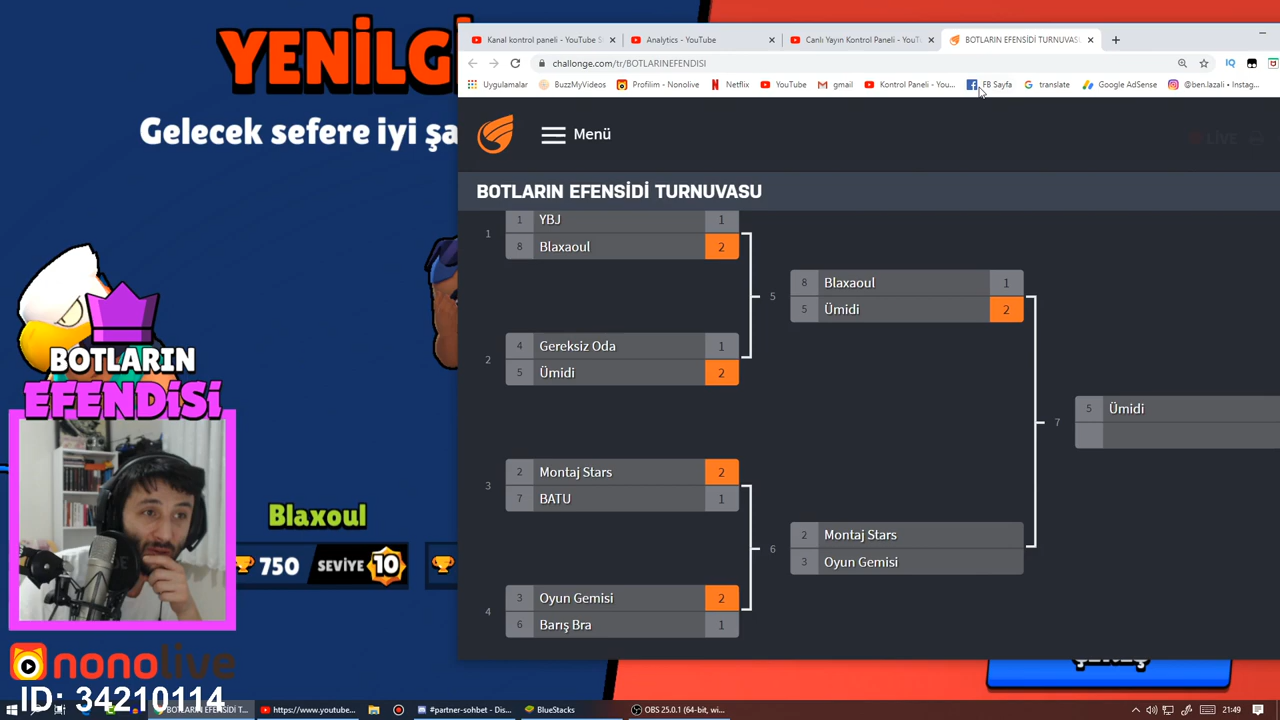 YENİLG
Gelecek sefere iyi şa
Kanal kontrol paneli - YouTube S
Analytics - YouTube
Canlı Yayın Kontrol Paneli - YouT
BOTLARIN EFENSİDİ TURNUVASU
challonge.com/tr/BOTLARINEFENDISI
Uygulamalar
BuzzMyVideos
Profilim - Nonolive
Netflix
YouTube
gmail
Kontrol Paneli - You...
FB Sayfa
translate
Google AdSense
@ben.lazali • Instag...
Menü
LIVE
BOTLARIN EFENSİDİ TURNUVASU
1 YBJ 1
1
8 Blaxaoul 2
8 Blaxaoul 1
5
5 Ümidi 2
4 Gereksiz Oda 1
2
5 Ümidi 2
5 Ümidi
7
2 Montaj Stars 2
3
7 BATU 1
2 Montaj Stars
6
3 Oyun Gemisi
3 Oyun Gemisi 2
4
6 Barış Bra 1
BOTLARIN
EFENDİSİ
Blaxoul
750 SEVİYE 10
nonolive
ID: 34210114
BOTLARIN EFENSİDİ T...
https://www.youtube...
#partner-sohbet - Dis...
BlueStacks
OBS 25.0.1 (64-bit, wi...
21:49